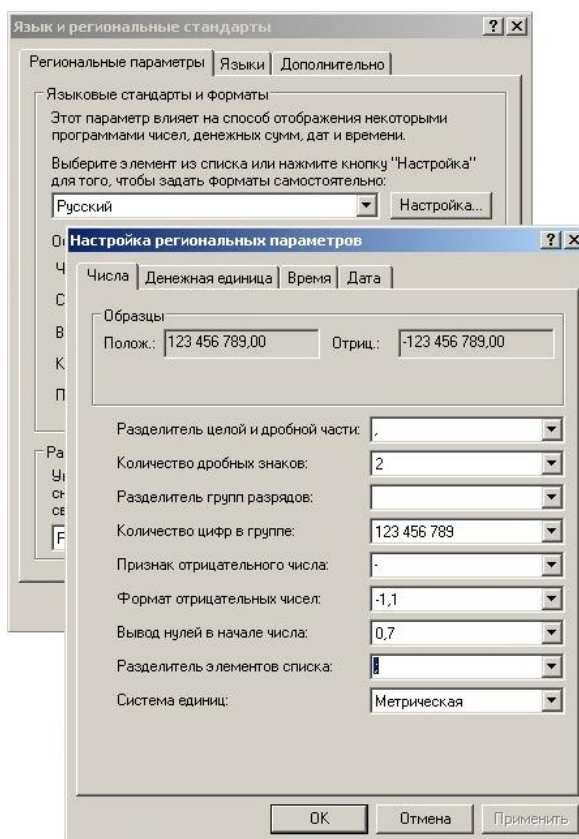 Язык и региональные стандарты
Региональные параметры Языки Дополнительно
Языковые стандарты и форматы
Этот параметр влияет на способ отображения некоторыми
программами чисел, денежных сумм, дат и времени.
Выберите элемент из списка или нажмите кнопку "Настройка"
для того, чтобы задать форматы самостоятельно:
Русский Настройка...
Настройка региональных параметров
Числа Денежная единица Время Дата
Образцы
Полож.: 123 456 789,00 Отриц.: -123 456 789,00
Разделитель целой и дробной части: ,
Количество дробных знаков: 2
Разделитель групп разрядов:
Количество цифр в группе: 123 456 789
Признак отрицательного числа: -
Формат отрицательных чисел: -1,1
Вывод нулей в начале числа: 0,7
Разделитель элементов списка: ;
Система единиц: Метрическая
OK Отмена Применить